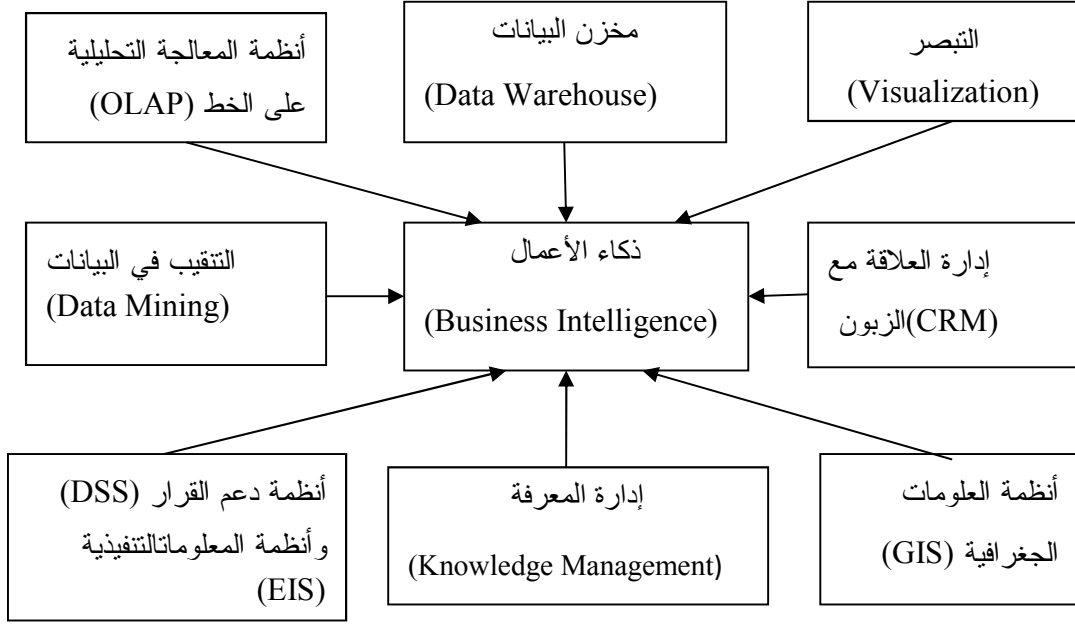 التبصر
(Visualization)
مخزن البيانات
(Data Warehouse)
أنظمة المعالجة التحليلية
على الخط (OLAP)
إدارة العلاقة مع
الزبون(CRM)
ذكاء الأعمال
(Business Intelligence)
التنقيب في البيانات
(Data Mining)
أنظمة العلومات
الجغرافية (GIS)
إدارة المعرفة
(Knowledge Management)
أنظمة دعم القرار (DSS)
وأنظمة المعلوماتالتنفيذية
(EIS)